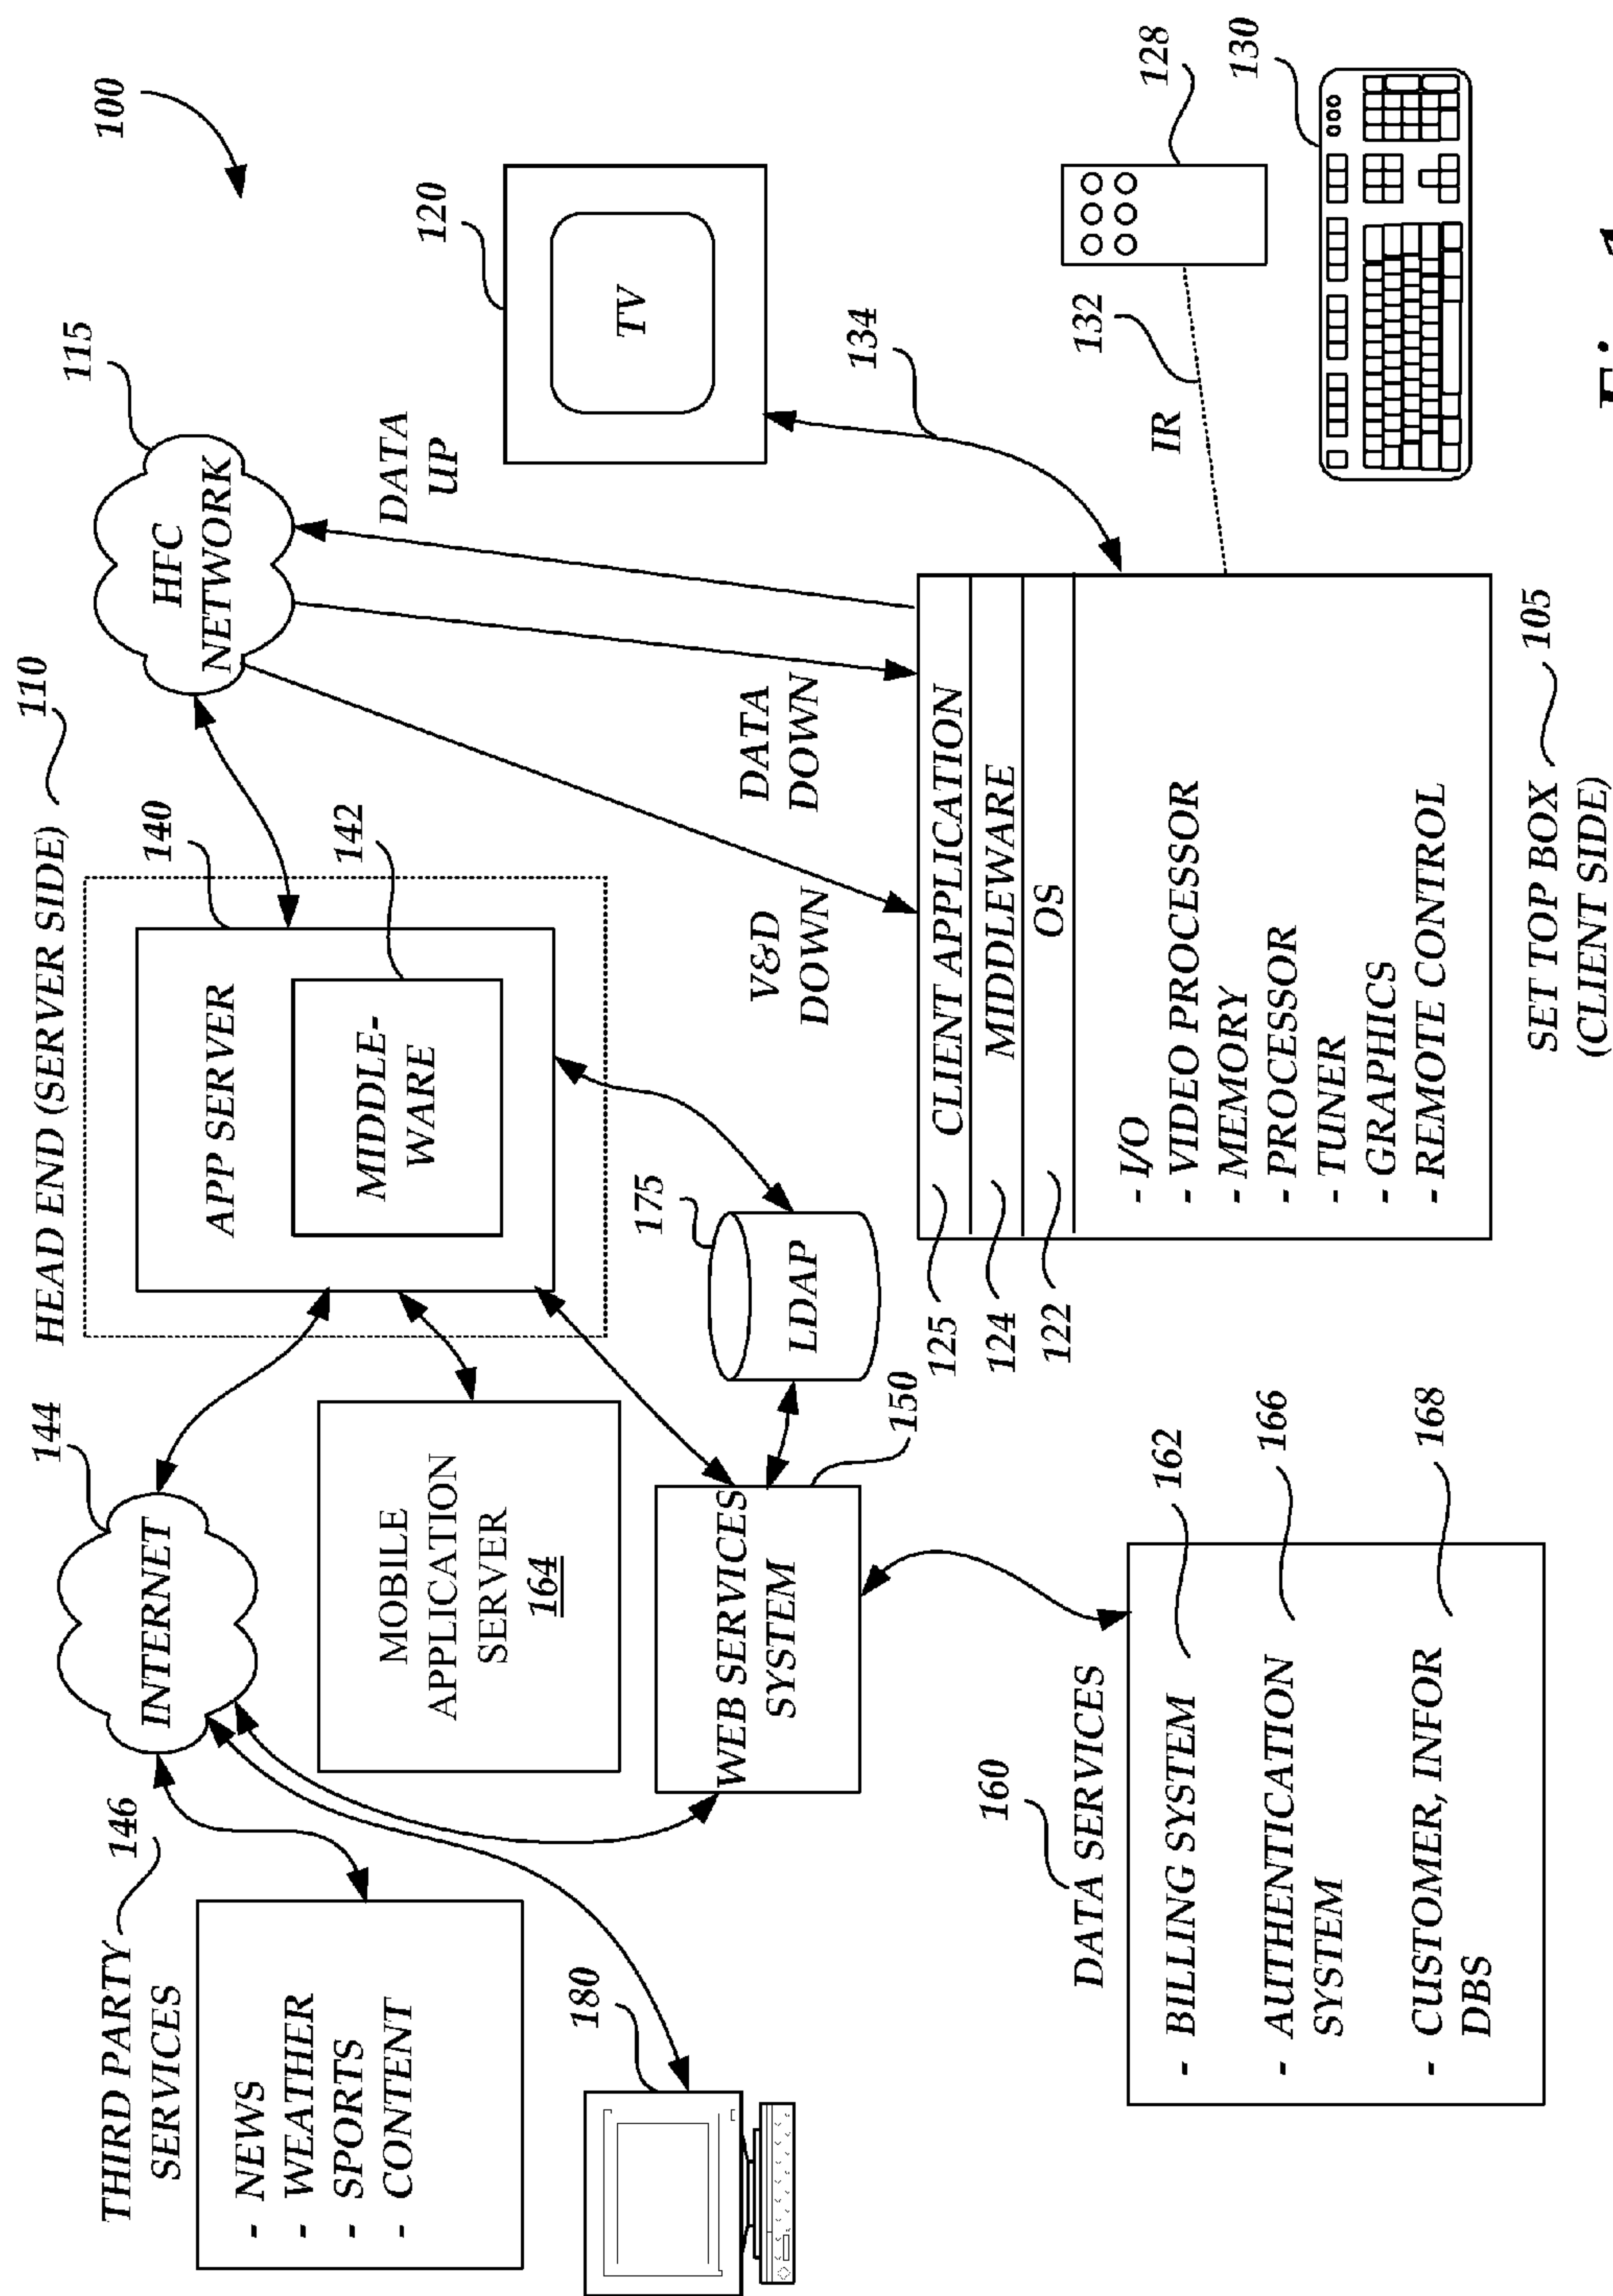 100
HEAD END (SERVER SIDE)
110
115
HFC
NETWORK
140
APP SERVER
142
MIDDLE-
WARE
144
INTERNET
THIRD PARTY
SERVICES
146
- NEWS
- WEATHER
- SPORTS
- CONTENT
MOBILE
APPLICATION
SERVER
164
120
TV
DATA
UP
DATA
DOWN
V&D
DOWN
134
175
LDAP
150
WEB SERVICES
SYSTEM
180
125
CLIENT APPLICATION
124
MIDDLEWARE
122
OS
- I/O
- VIDEO PROCESSOR
- MEMORY
- PROCESSOR
- TUNER
- GRAPHICS
- REMOTE CONTROL
SET TOP BOX
(CLIENT SIDE)
105
IR
132
128
130
160
DATA SERVICES
- BILLING SYSTEM
162
- AUTHENTICATION
SYSTEM
166
- CUSTOMER, INFOR
DBS
168